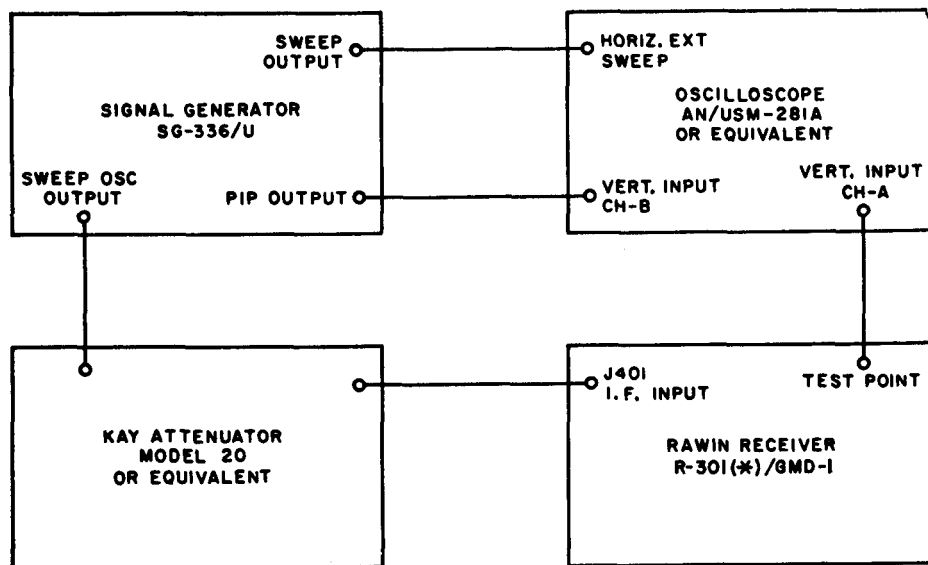 SWEEP
OUTPUT
HORIZ. EXT
SWEEP
SIGNAL GENERATOR
SG-336/U
OSCILLOSCOPE
AN/USM-281A
OR EQUIVALENT
SWEEP OSC
OUTPUT
PIP OUTPUT
VERT. INPUT
CH-B
VERT. INPUT
CH-A
J401
I.F. INPUT
TEST POINT
KAY ATTENUATOR
MODEL 20
OR EQUIVALENT
RAWIN RECEIVER
R-301(*)/GMD-1